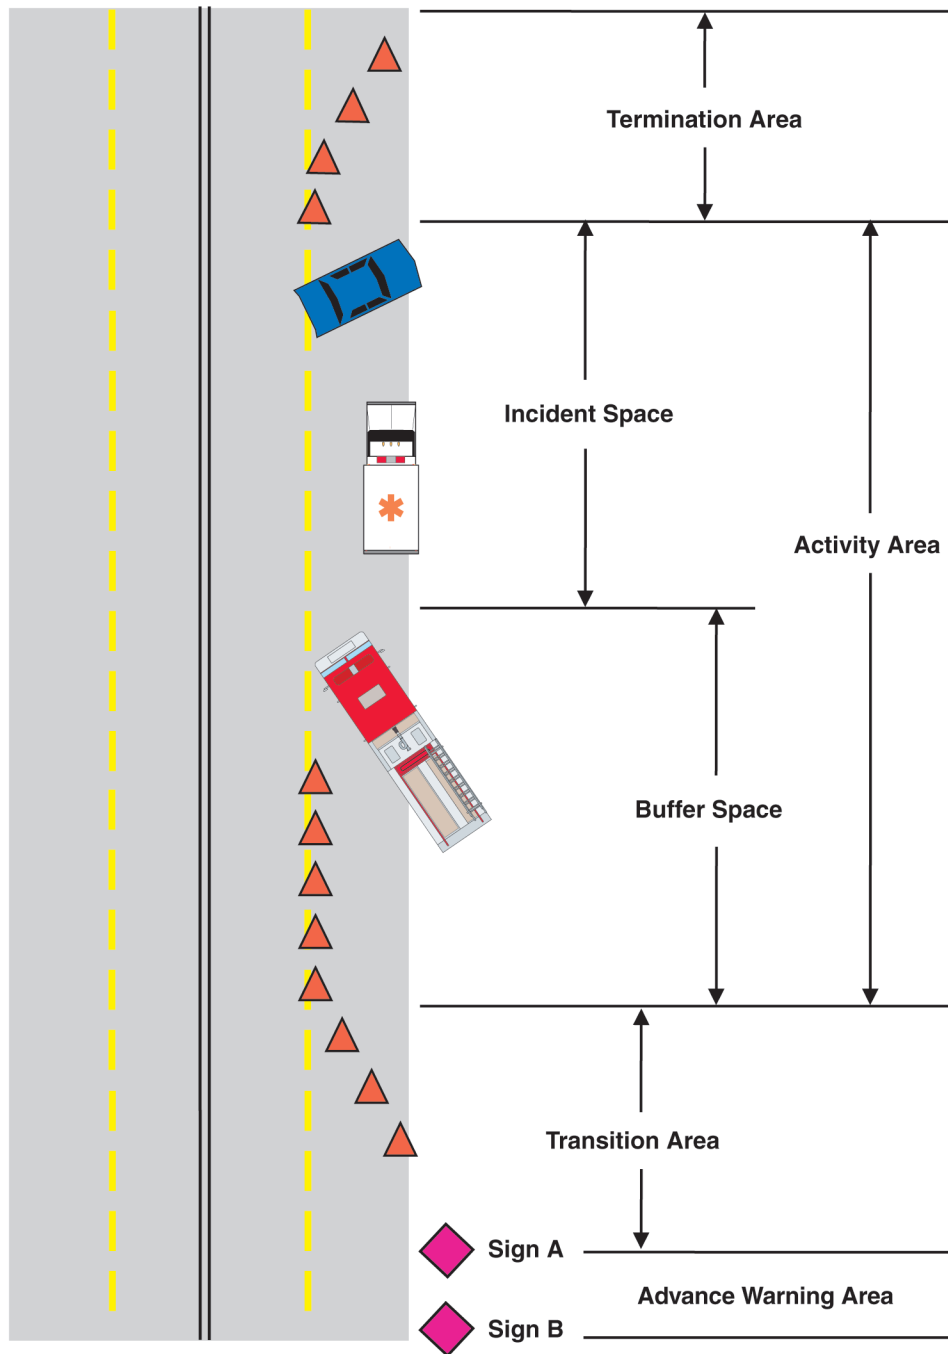 Termination Area
Incident Space
Activity Area
Buffer Space
Transition Area
Sign A
Advance Warning Area
Sign B